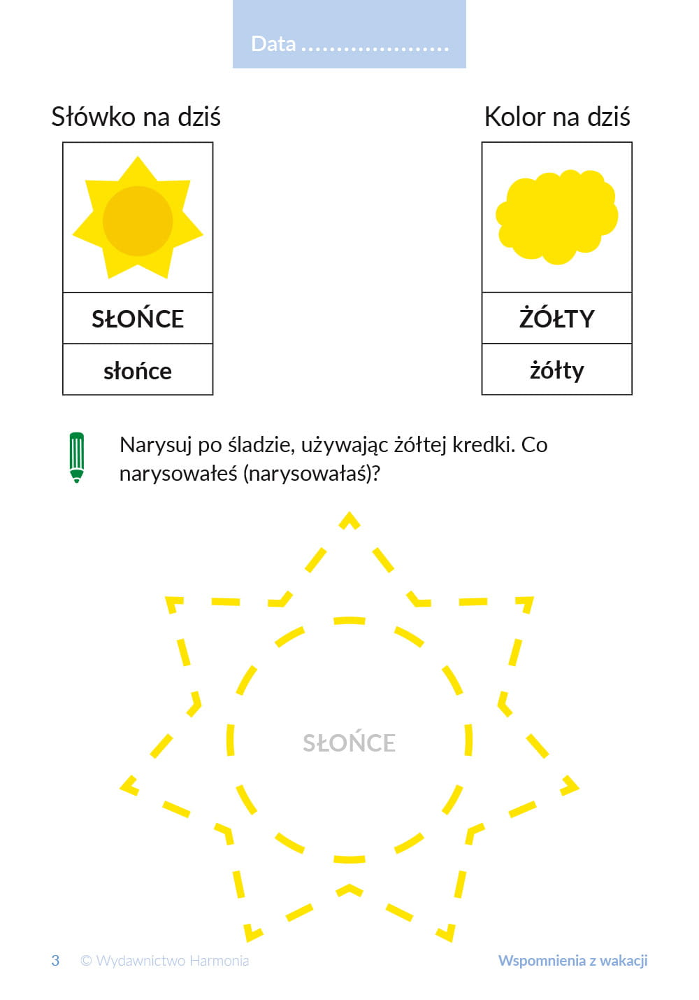 Data .....................
Słówko na dziś
Kolor na dziś
SŁOŃCE
ŻÓŁTY
słońce
żółty
Narysuj po śladzie, używając żółtej kredki. Co
narysowałeś (narysowałaś)?
SŁOŃCE
3 © Wydawnictwo Harmonia
Wspomnienia z wakacji